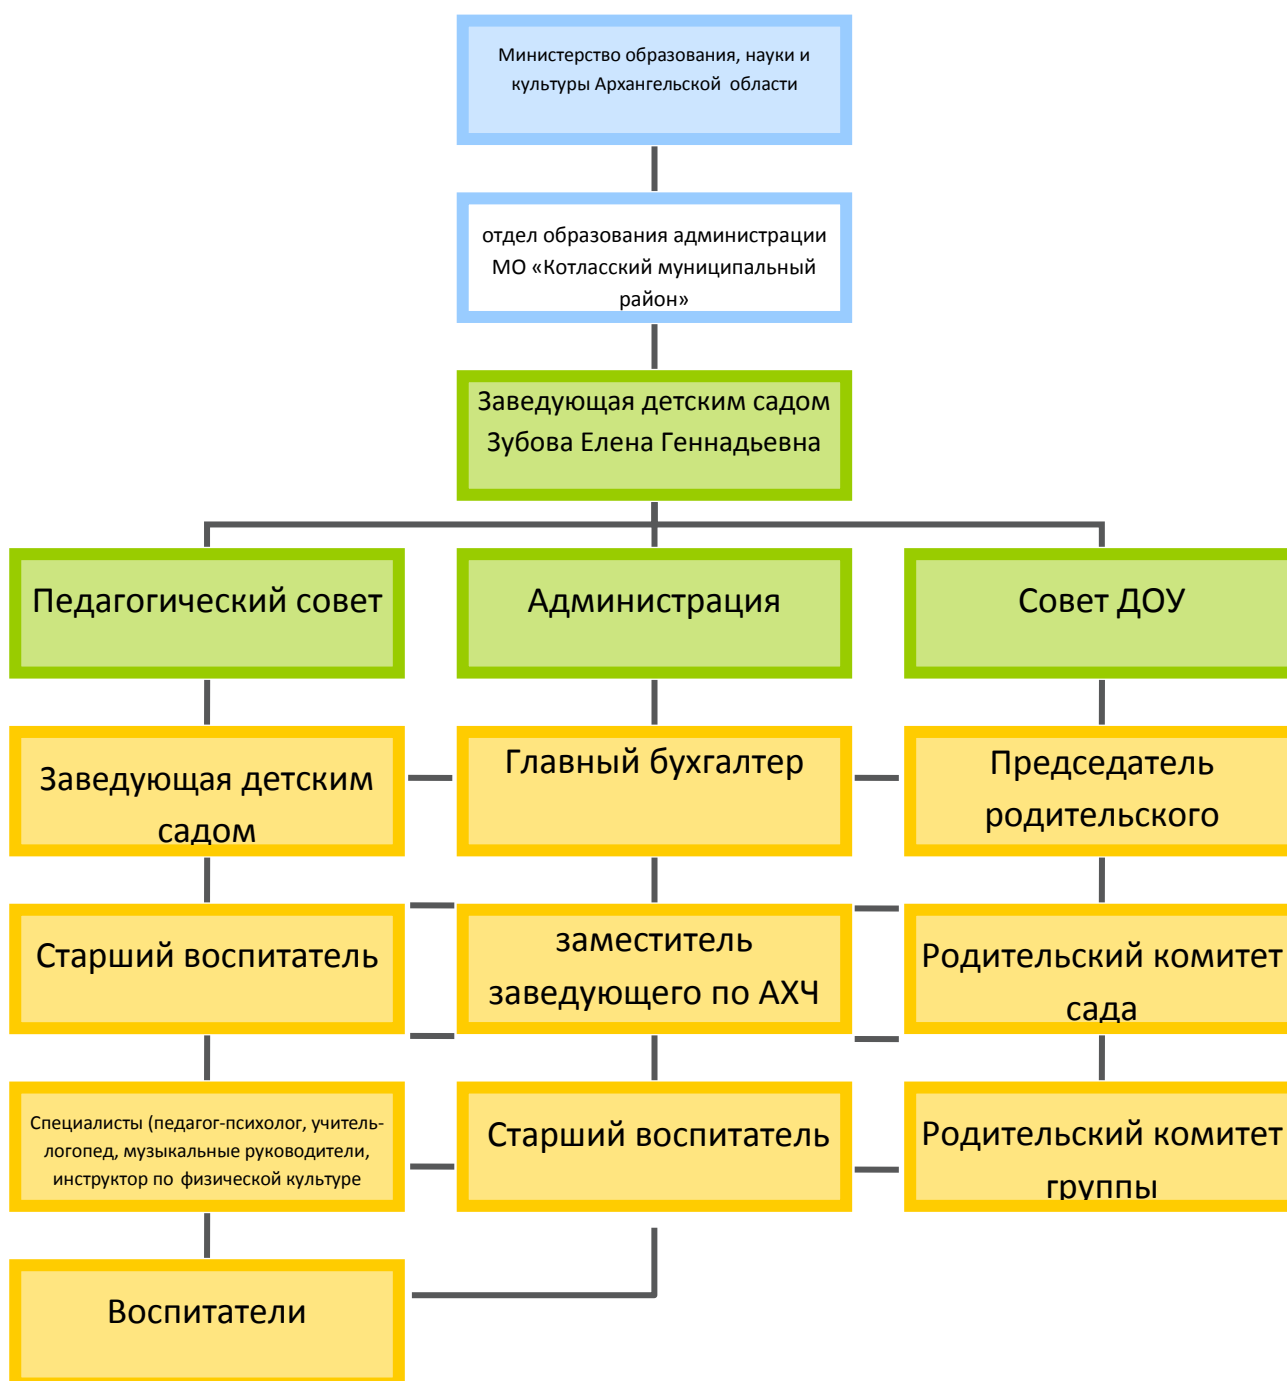 Министерство образования, науки и
культуры Архангельской области
отдел образования администрации
МО «Котласский муниципальный
район»
Заведующая детским садом
Зубова Елена Геннадьевна
Педагогический совет
Администрация
Совет ДОУ
Заведующая детским
садом
Главный бухгалтер
Председатель
родительского
Старший воспитатель
заместитель
заведующего по АХЧ
Родительский комитет
сада
Специалисты (педагог-психолог, учитель-
логопед, музыкальные руководители,
инструктор по физической культуре
Старший воспитатель
Родительский комитет
группы
Воспитатели